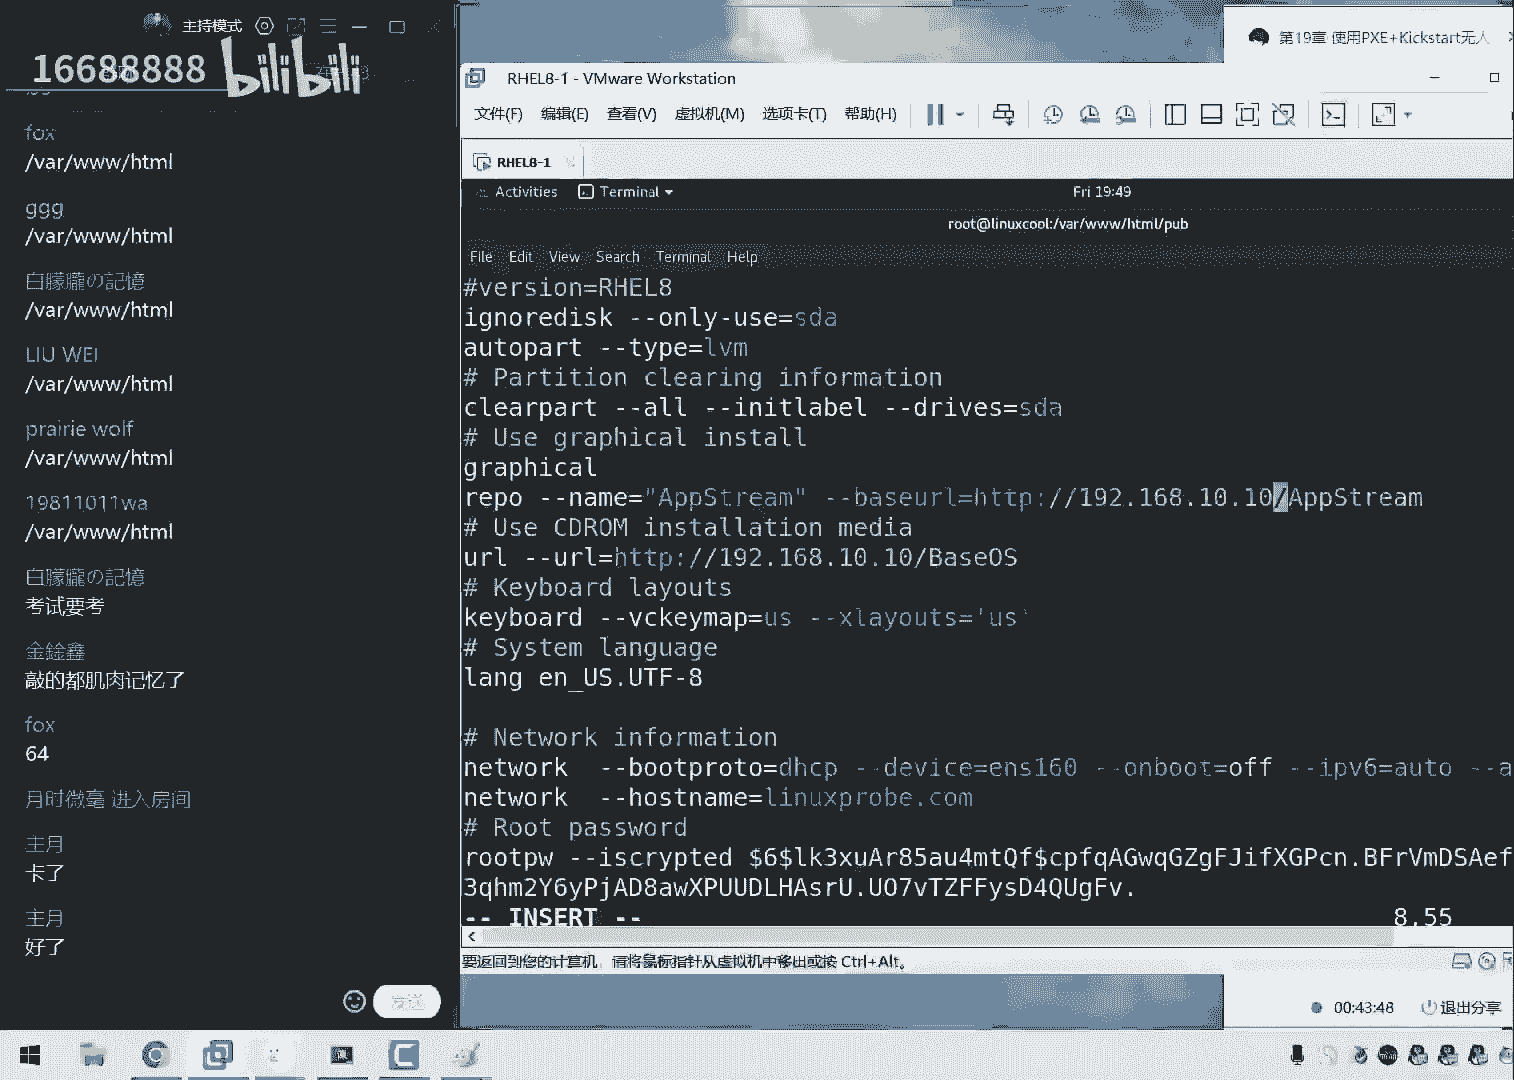 主持模式
16688888 bilibili
fox
/var/www/html
ggg
/var/www/html
白朦朧の記憶
/var/www/html
LIU WEI
/var/www/html
prairie wolf
/var/www/html
19811011wa
/var/www/html
白朦朧の記憶
考试要考
金錀鑫
敲的都肌肉记忆了
fox
64
月时微毫 进入房间
主月
卡了
主月
好了
发送
第19章 使用PXE+Kickstart无人
RHEL8-1 - VMware Workstation
文件(F) 编辑(E) 查看(V) 虚拟机(M) 选项卡(T) 帮助(H)
RHEL8-1
Activities Terminal Fri 19:49
root@linuxcool:/var/www/html/pub
File Edit View Search Terminal Help
#version=RHEL8
ignoredisk --only-use=sda
autopart --type=lvm
# Partition clearing information
clearpart --all --initlabel --drives=sda
# Use graphical install
graphical
repo --name="AppStream" --baseurl=http://192.168.10.10/AppStream
# Use CDROM installation media
url --url=http://192.168.10.10/BaseOS
# Keyboard layouts
keyboard --vckeymap=us --xlayouts='us'
# System language
lang en_US.UTF-8
# Network information
network  --bootproto=dhcp --device=ens160 --onboot=off --ipv6=auto --a
network  --hostname=linuxprobe.com
# Root password
rootpw --iscrypted $6$lk3xuAr85au4mtQf$cpfqAGwqGZgFJifXGPcn.BFrVmDSAef
3qhm2Y6yPjAD8awXPUUDLHAsrU.UO7vTZFFysD4QUgFv.
-- INSERT -- 8,55
要返回到您的计算机，请将鼠标指针从虚拟机中移出或按 Ctrl+Alt。
00:43:48 退出分享